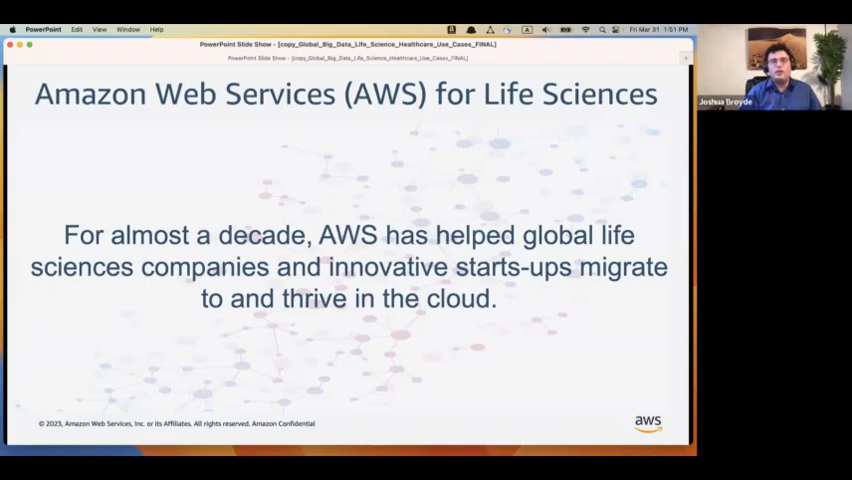 PowerPoint Edit View Window Help
Fri Mar 31 1:51 PM
PowerPoint Slide Show - [copy_Global_Big_Data_Life_Science_Healthcare_Use_Cases_FINAL]
PowerPoint Slide Show - [copy_Global_Big_Data_Life_Science_Healthcare_Use_Cases_FINAL]
Amazon Web Services (AWS) for Life Sciences
Joshua Broyde
For almost a decade, AWS has helped global life
sciences companies and innovative starts-ups migrate
to and thrive in the cloud.
© 2023, Amazon Web Services, Inc. or its Affiliates. All rights reserved. Amazon Confidential
aws